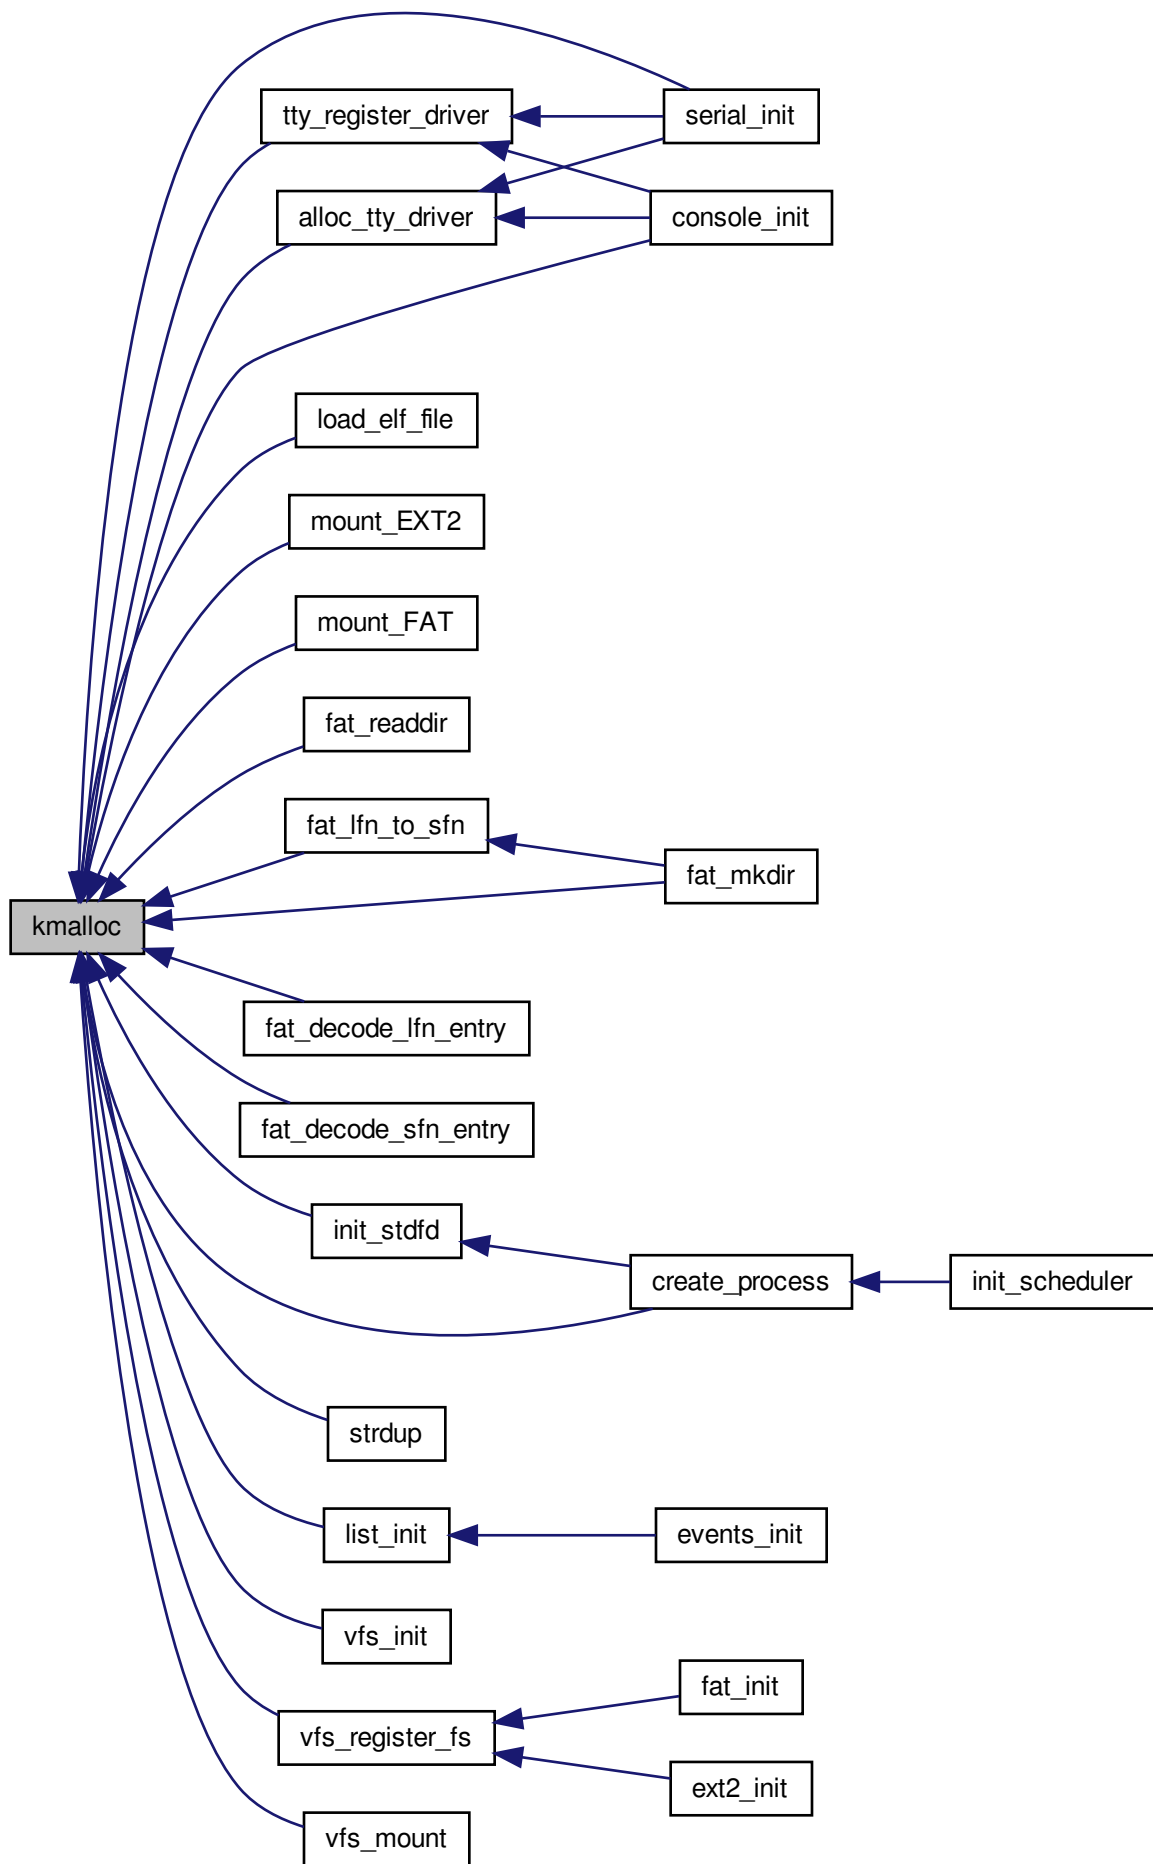 tty_register_driver
serial_init
alloc_tty_driver
console_init
load_elf_file
mount_EXT2
mount_FAT
fat_readdir
fat_lfn_to_sfn
fat_mkdir
kmalloc
fat_decode_lfn_entry
fat_decode_sfn_entry
init_stdfd
create_process
init_scheduler
strdup
list_init
events_init
vfs_init
fat_init
vfs_register_fs
ext2_init
vfs_mount